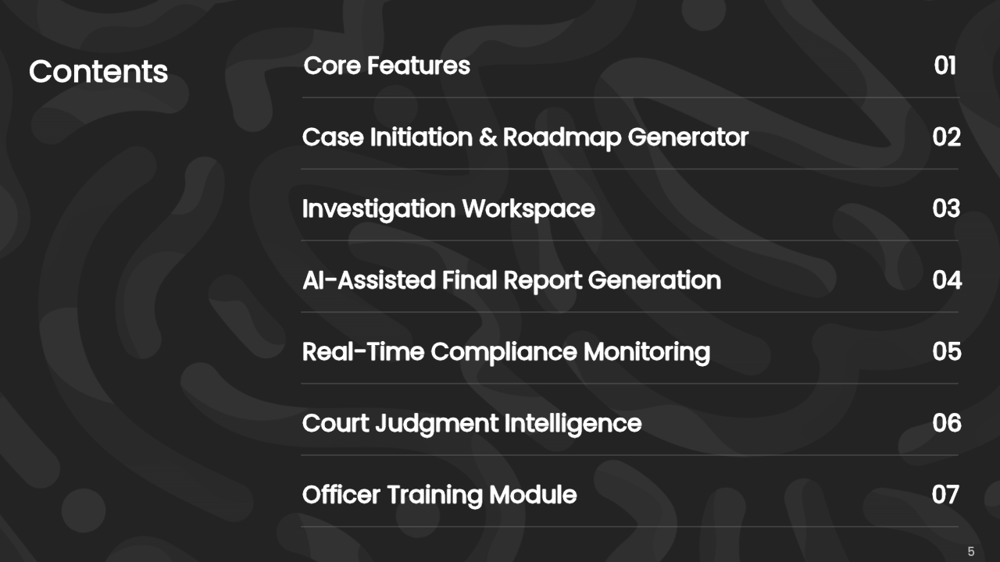 Contents
Core Features 01
Case Initiation & Roadmap Generator 02
Investigation Workspace 03
AI-Assisted Final Report Generation 04
Real-Time Compliance Monitoring 05
Court Judgment Intelligence 06
Officer Training Module 07
5